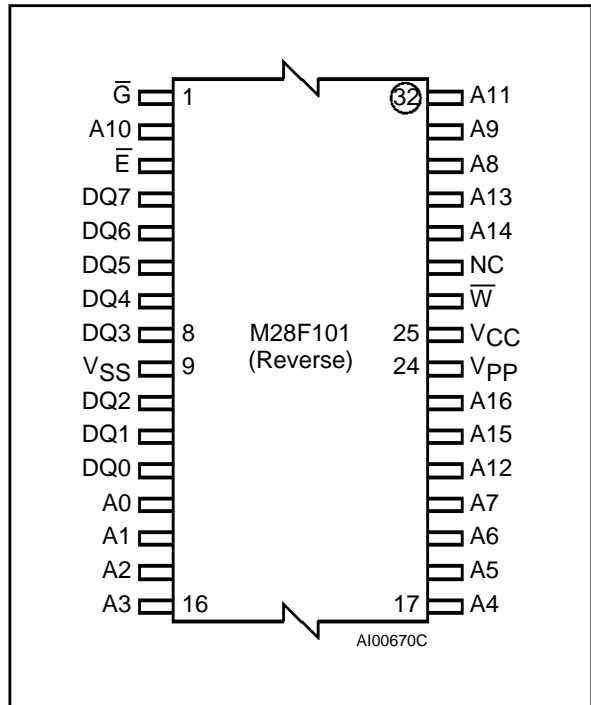 G̅ 1 32 A11
A10 A9
E̅ A8
DQ7 A13
DQ6 A14
DQ5 NC
DQ4 W̅
DQ3 8 M28F101 25 VCC
VSS 9 (Reverse) 24 VPP
DQ2 A16
DQ1 A15
DQ0 A12
A0 A7
A1 A6
A2 A5
A3 16 17 A4
AI00670C